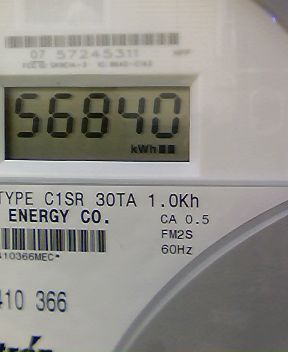 07 57245311
56840
kWh
TYPE C1SR 30TA 1.0Kh
ENERGY CO.
CA 0.5
FM2S
60Hz
410366MEC*
410 366